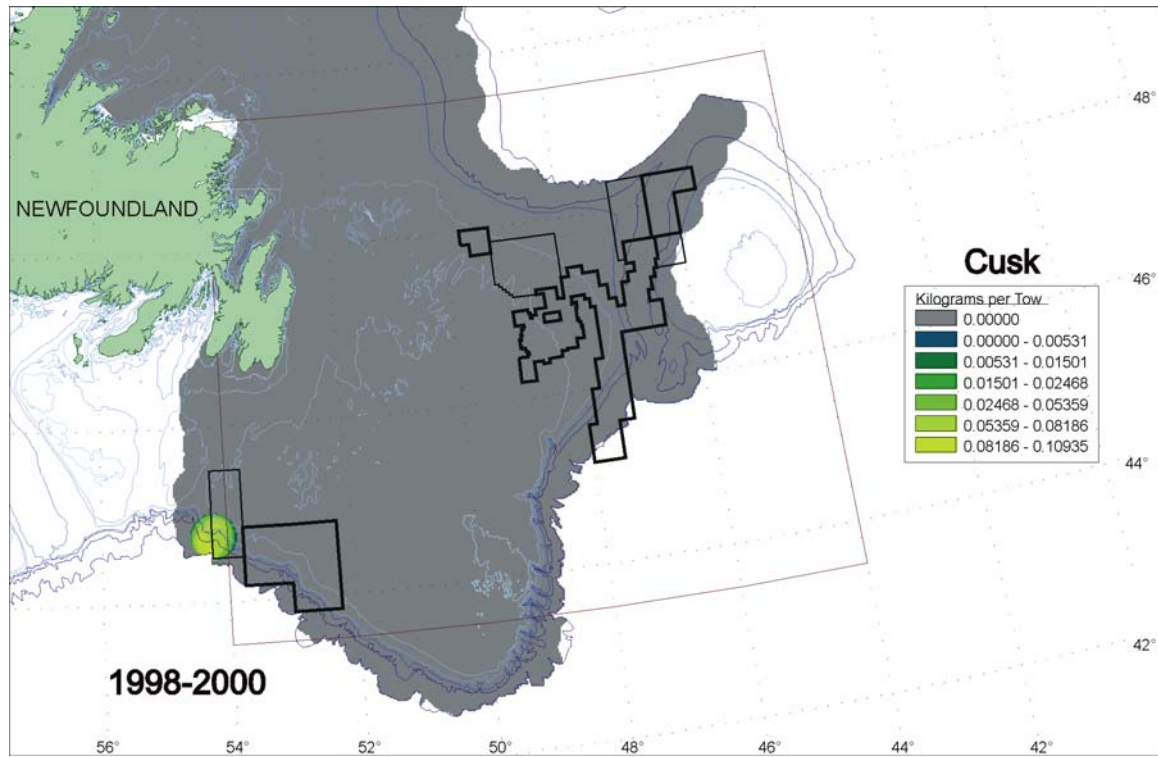 48°
NEWFOUNDLAND
46°
Cusk
Kilograms per Tow
0.00000
0.00000 - 0.00531
0.00531 - 0.01501
0.01501 - 0.02468
0.02468 - 0.05359
0.05359 - 0.08186
0.08186 - 0.10935
44°
42°
1998-2000
56° 54° 52° 50° 48° 46° 44° 42°